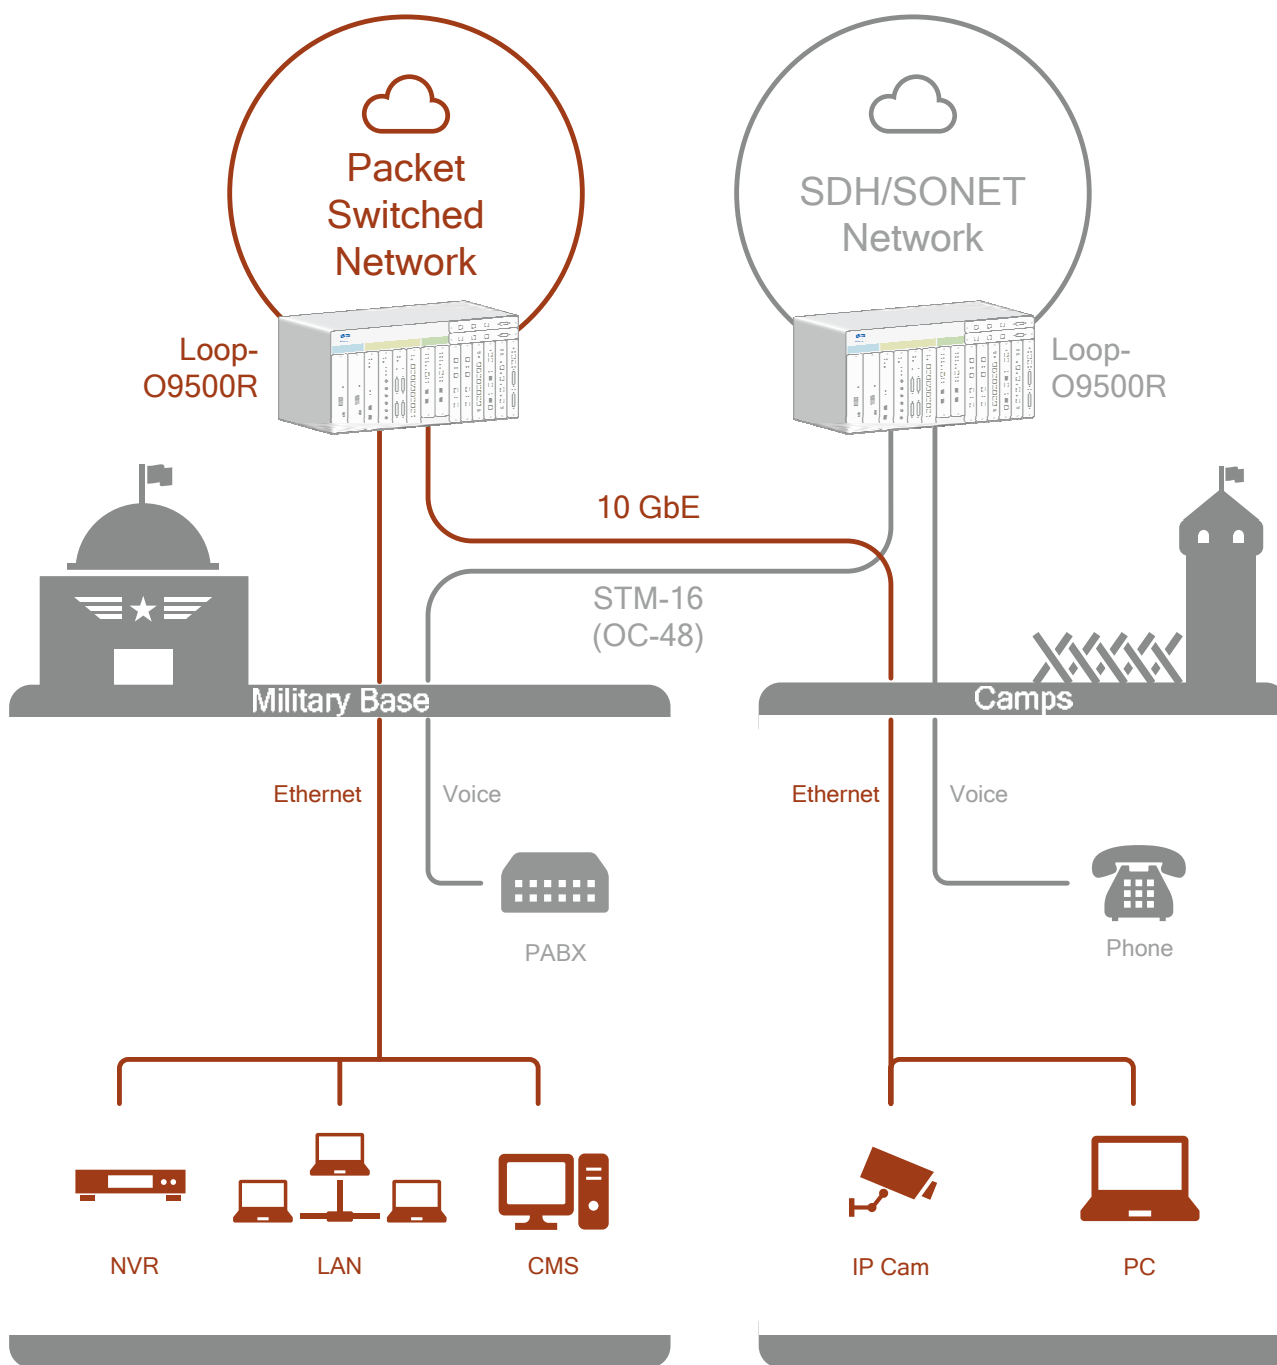 Packet
Switched
Network
SDH/SONET
Network
Loop-
O9500R
Loop-
O9500R
10 GbE
STM-16
(OC-48)
Military Base
Camps
Ethernet
Voice
Ethernet
Voice
PABX
Phone
NVR
LAN
CMS
IP Cam
PC